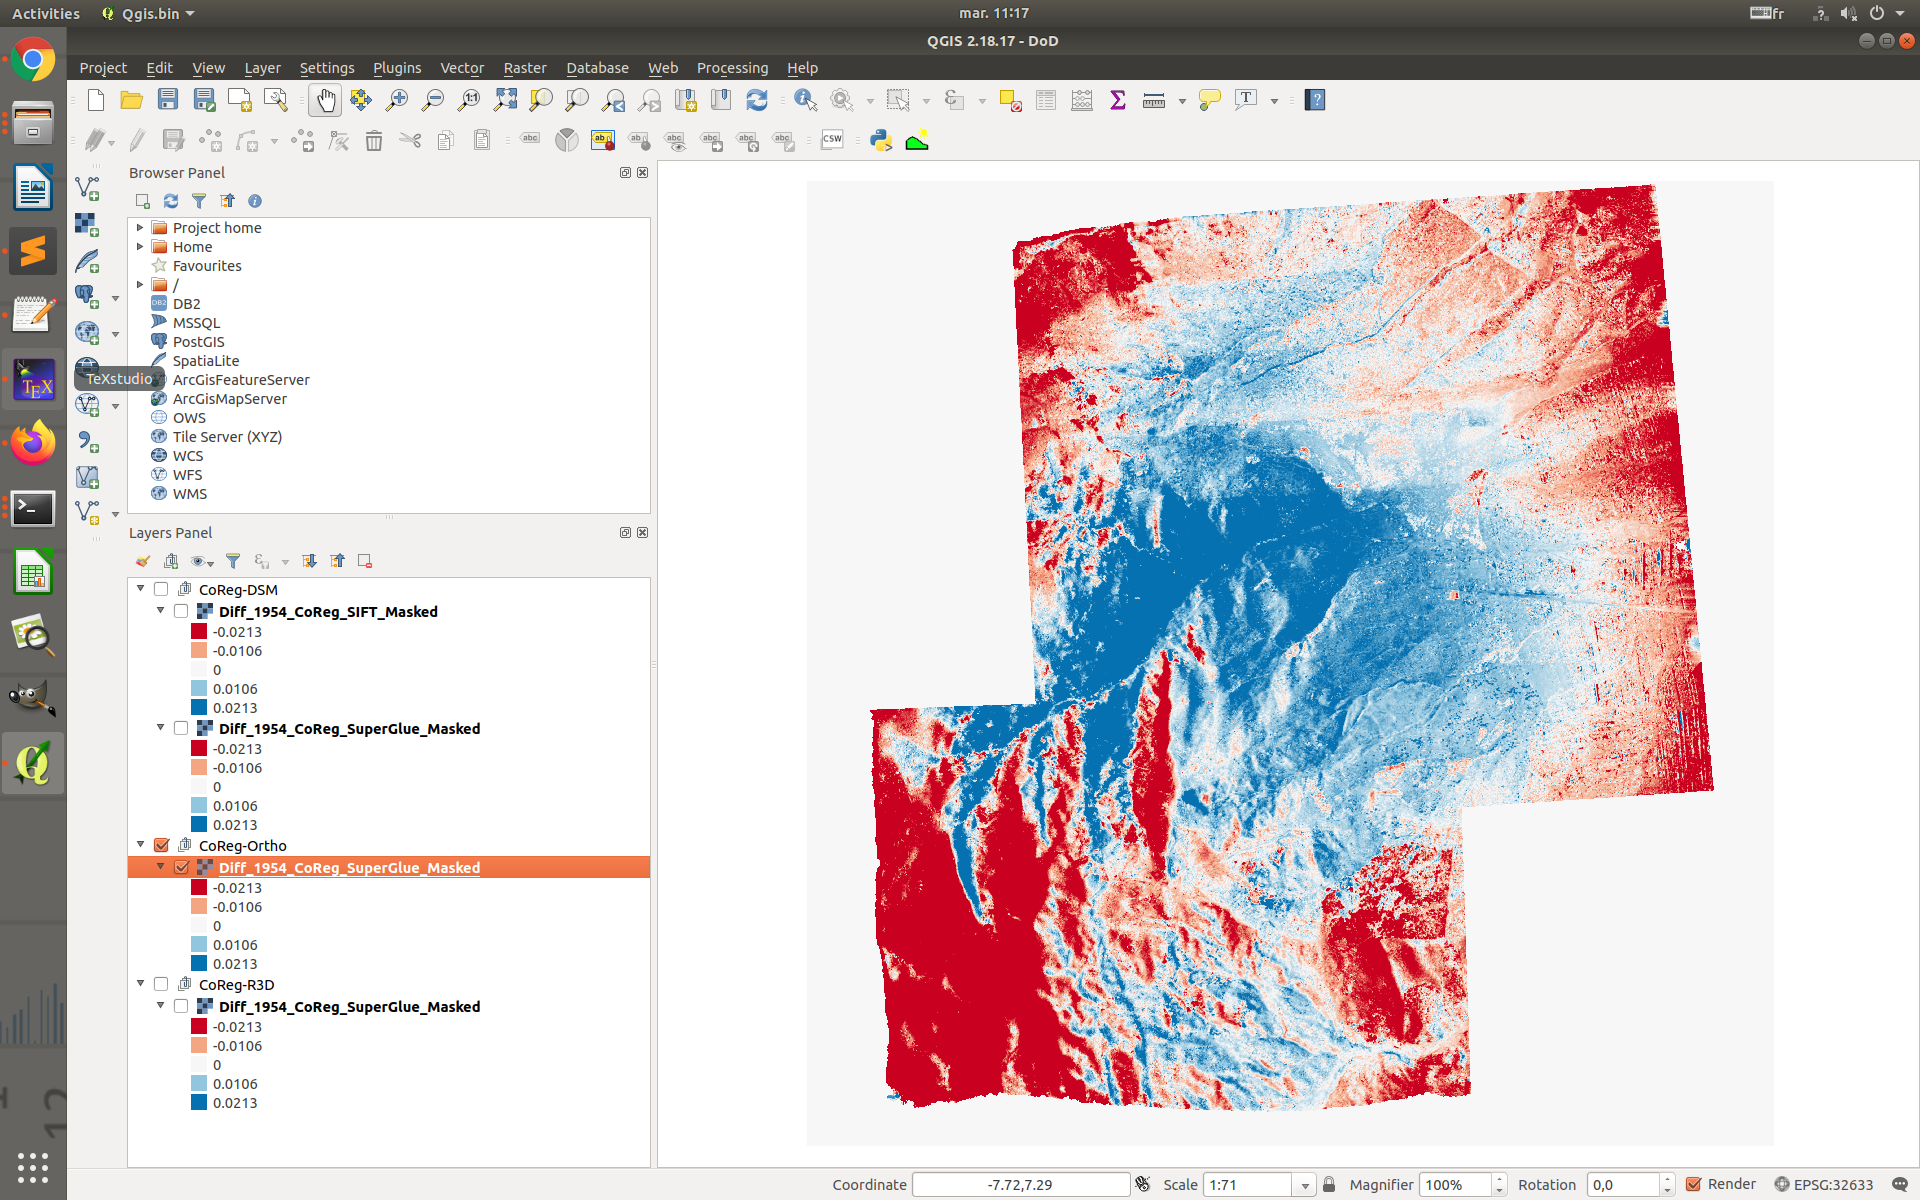 Activities
Qgis.bin
mar. 11:17
fr
QGIS 2.18.17 - DoD
Project Edit View Layer Settings Plugins Vector Raster Database Web Processing Help
Browser Panel
Project home
Home
Favourites
/
DB2
MSSQL
PostGIS
SpatiaLite
TeXstudio
ArcGisFeatureServer
ArcGisMapServer
OWS
Tile Server (XYZ)
WCS
WFS
WMS
Layers Panel
CoReg-DSM
Diff_1954_CoReg_SIFT_Masked
-0.0213
-0.0106
0
0.0106
0.0213
Diff_1954_CoReg_SuperGlue_Masked
-0.0213
-0.0106
0
0.0106
0.0213
CoReg-Ortho
Diff_1954_CoReg_SuperGlue_Masked
-0.0213
-0.0106
0
0.0106
0.0213
CoReg-R3D
Diff_1954_CoReg_SuperGlue_Masked
-0.0213
-0.0106
0
0.0106
0.0213
Coordinate -7.72,7.29 Scale 1:71 Magnifier 100% Rotation 0,0 Render EPSG:32633